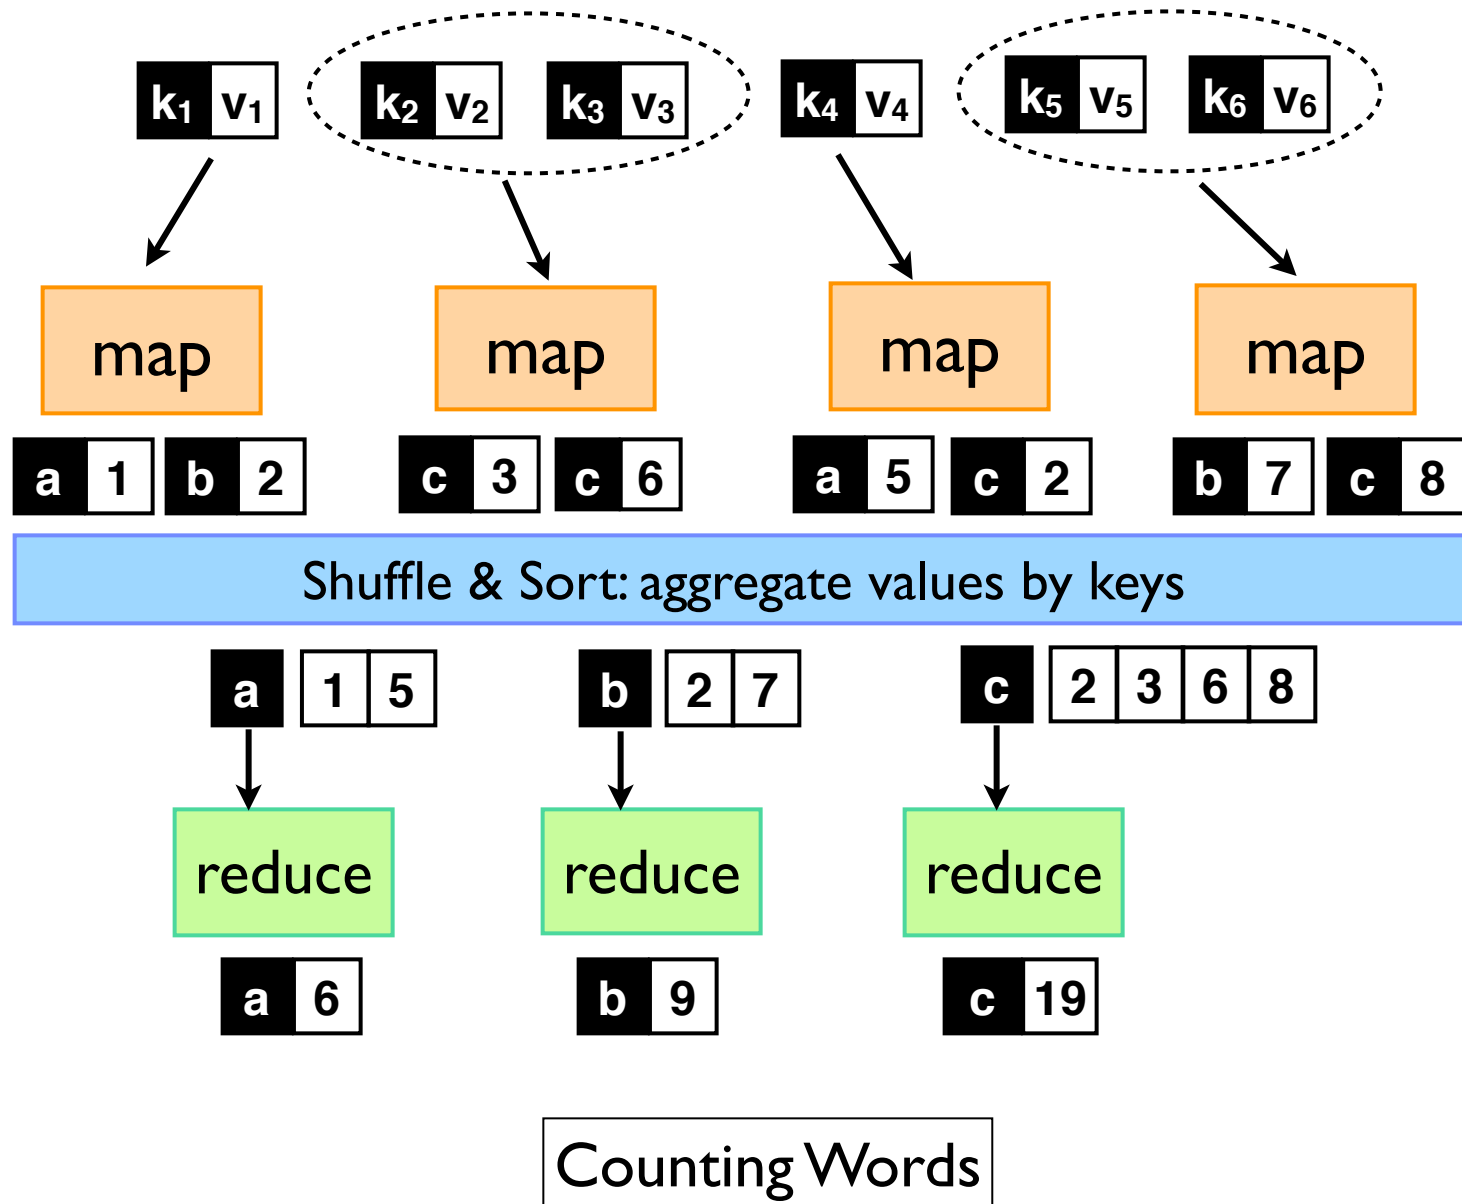 k1 v1 k2 v2 k3 v3 k4 v4 k5 v5 k6 v6
map map map map
a 1 b 2 c 3 c 6 a 5 c 2 b 7 c 8
Shuffle & Sort: aggregate values by keys
a 1 5 b 2 7 c 2 3 6 8
reduce reduce reduce
a 6 b 9 c 19
Counting Words